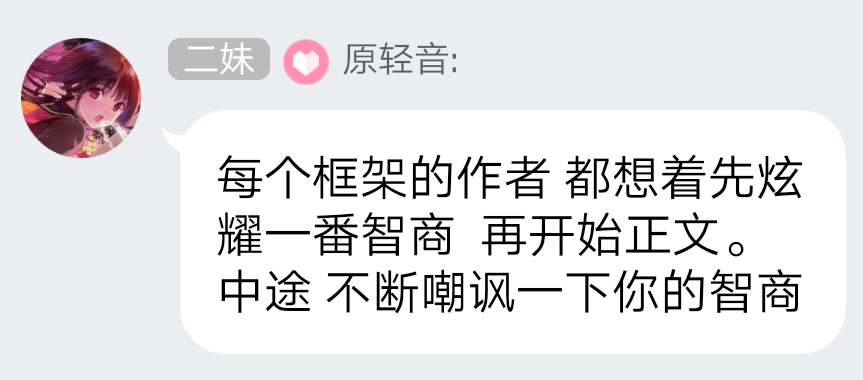 二妹 原轻音:
每个框架的作者 都想着先炫
耀一番智商 再开始正文。
中途 不断嘲讽一下你的智商